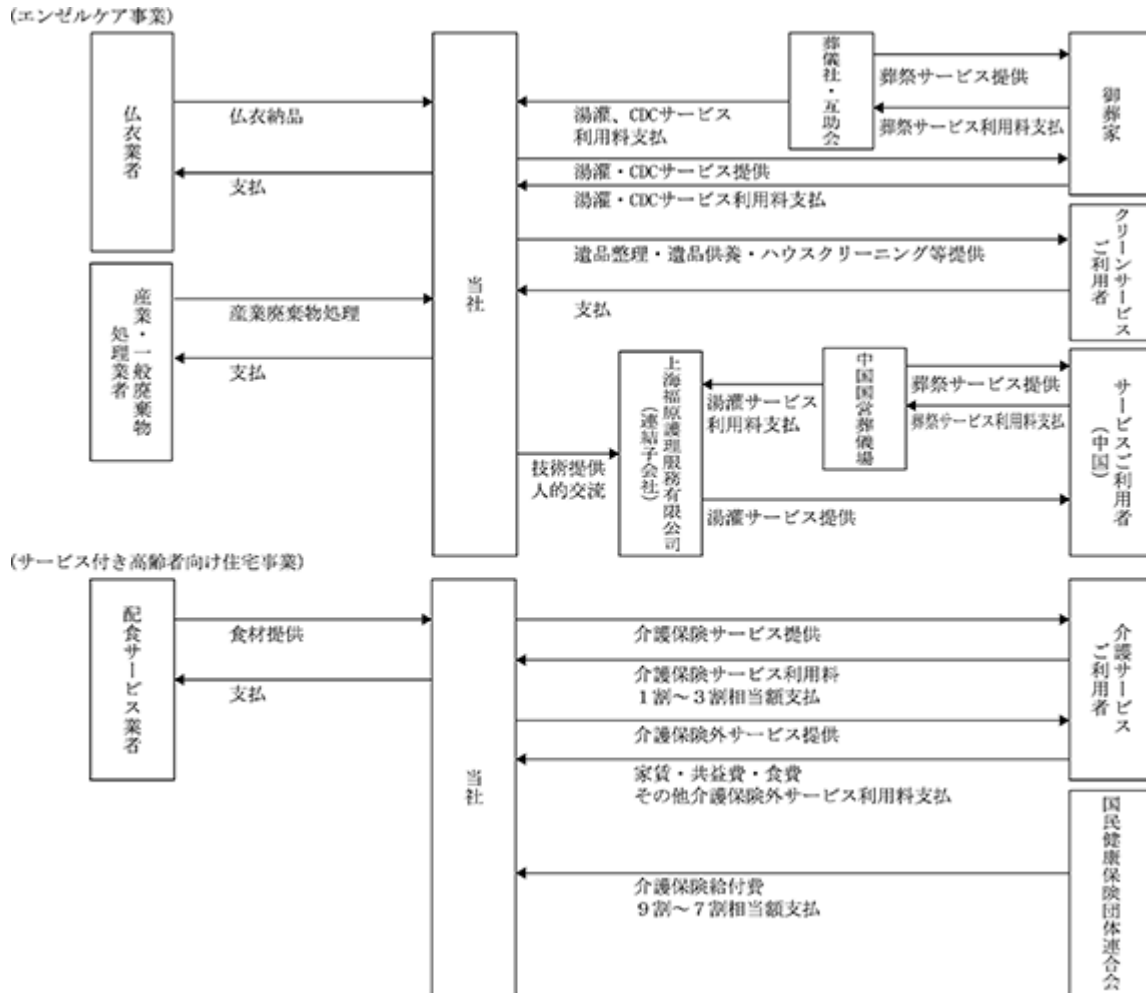 (エンゼルケア事業)
仏衣業者
仏衣納品
支払
産業・一般廃棄物
処理業者
産業廃棄物処理
支払
当社
葬儀社・互助会
葬祭サービス提供
葬祭サービス利用料支払
御葬家
湯灌、CDCサービス
利用料支払
湯灌・CDCサービス提供
湯灌・CDCサービス利用料支払
遺品整理・遺品供養・ハウスクリーニング等提供
支払
クリーンサービス
ご利用者
技術提供
人的交流
上海福原護理服務有限公司
(連結子会社)
湯灌サービス
利用料支払
中国国営葬儀場
葬祭サービス提供
葬祭サービス利用料支払
湯灌サービス提供
サービスご利用者
(中国)
(サービス付き高齢者向け住宅事業)
配食サービス業者
食材提供
支払
当社
介護保険サービス提供
介護保険サービス利用料
1割～3割相当額支払
介護保険外サービス提供
家賃・共益費・食費
その他介護保険外サービス利用料支払
介護サービス
ご利用者
介護保険給付費
9割～7割相当額支払
国民健康保険団体連合会